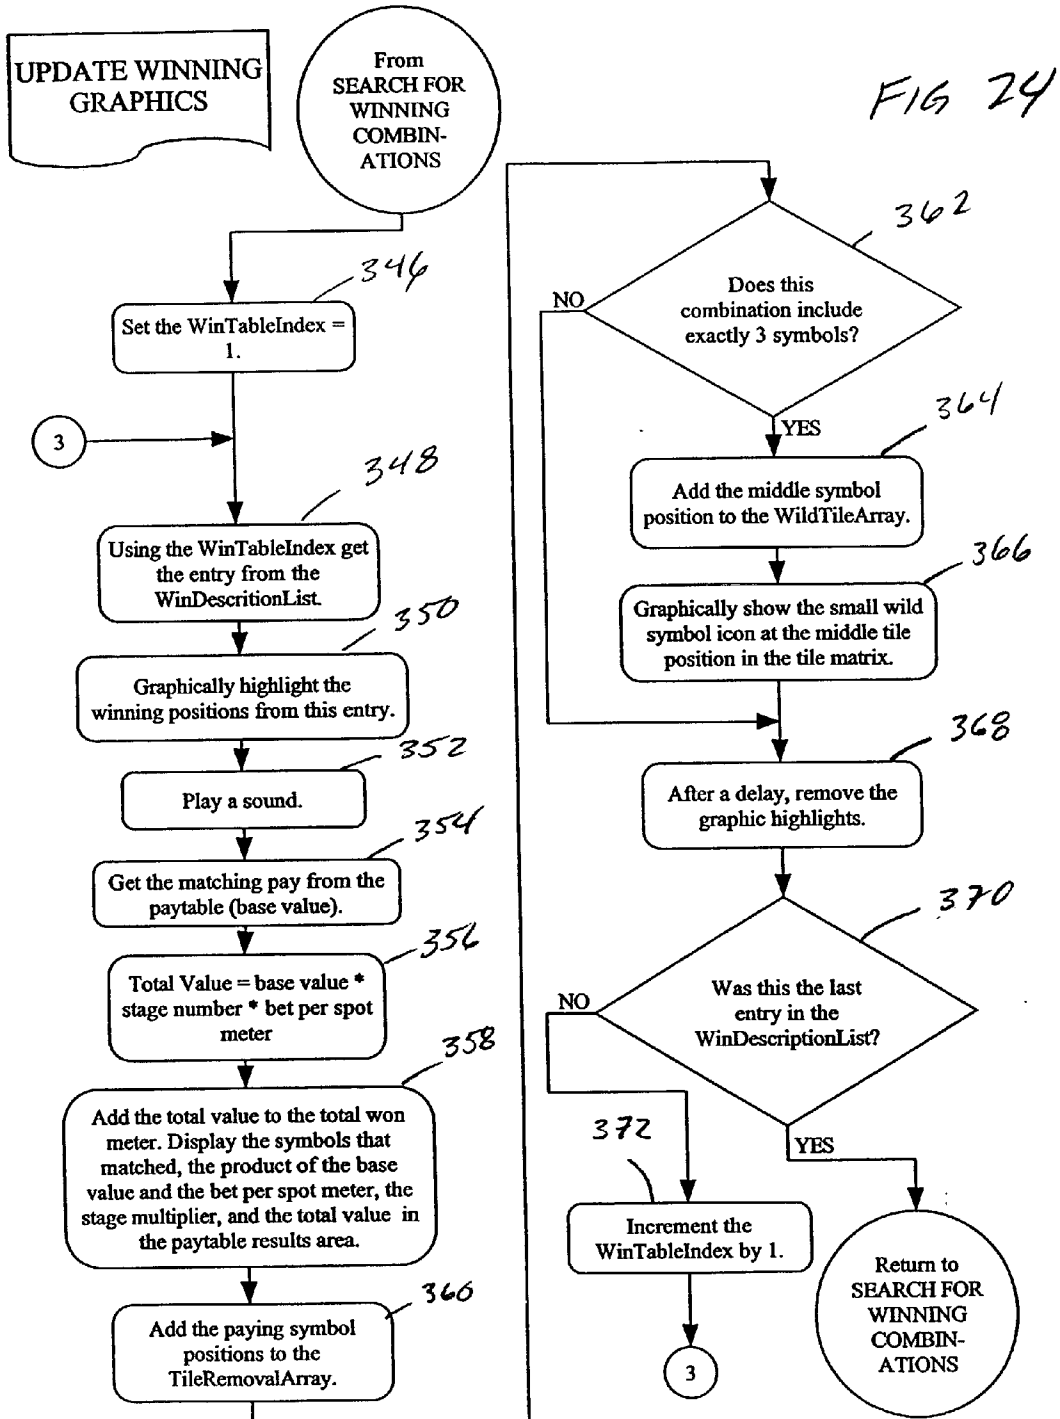 UPDATE WINNING
GRAPHICS
From
SEARCH FOR
WINNING
COMBIN-
ATIONS
FIG 24
346
Set the WinTableIndex =
1.
3
348
Using the WinTableIndex get
the entry from the
WinDescritionList.
350
Graphically highlight the
winning positions from this entry.
352
Play a sound.
354
Get the matching pay from the
paytable (base value).
356
Total Value = base value *
stage number * bet per spot
meter
358
Add the total value to the total won
meter. Display the symbols that
matched, the product of the base
value and the bet per spot meter, the
stage multiplier, and the total value in
the paytable results area.
360
Add the paying symbol
positions to the
TileRemovalArray.
362
Does this
combination include
exactly 3 symbols?
NO
YES
364
Add the middle symbol
position to the WildTileArray.
366
Graphically show the small wild
symbol icon at the middle tile
position in the tile matrix.
368
After a delay, remove the
graphic highlights.
370
Was this the last
entry in the
WinDescriptionList?
NO
YES
372
Increment the
WinTableIndex by 1.
3
Return to
SEARCH FOR
WINNING
COMBIN-
ATIONS